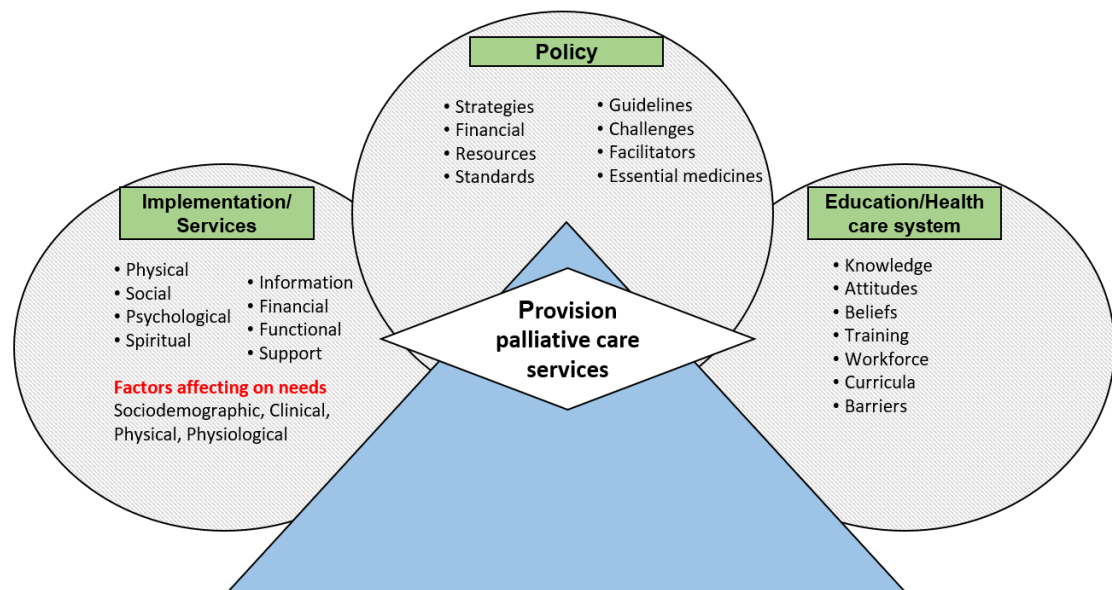 Policy
• Strategies
• Financial
• Resources
• Standards
• Guidelines
• Challenges
• Facilitators
• Essential medicines
Implementation/
Services
• Physical
• Social
• Psychological
• Spiritual
• Information
• Financial
• Functional
• Support
Factors affecting on needs
Sociodemographic, Clinical,
Physical, Physiological
Provision
palliative care
services
Education/Health
care system
• Knowledge
• Attitudes
• Beliefs
• Training
• Workforce
• Curricula
• Barriers